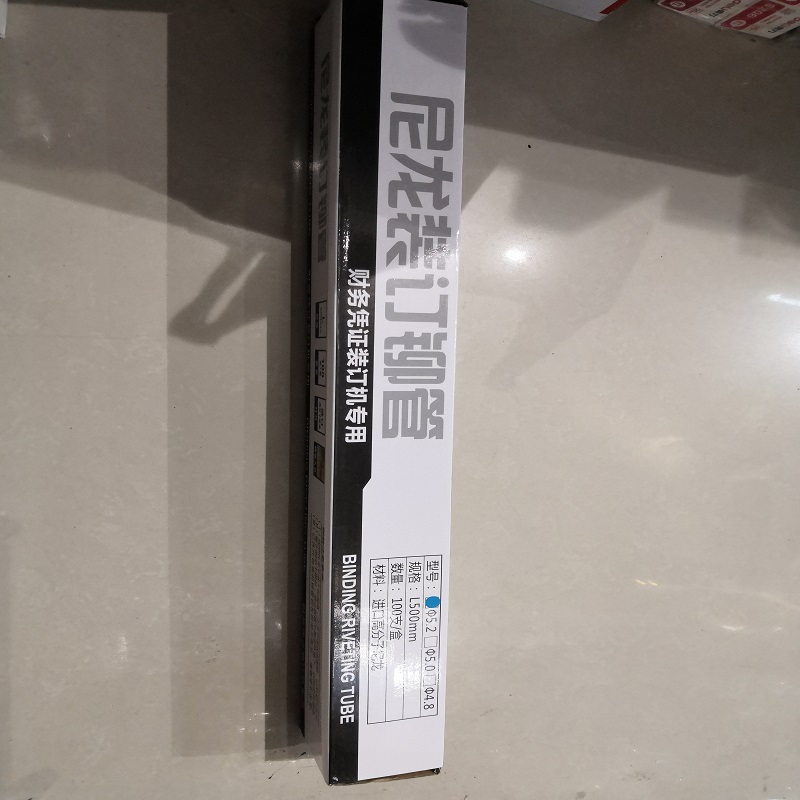 尼龙装订铆管
财务凭证装订机专用
BINDING RIVETING TUBE
型号： Φ5.2 □Φ5.0 □Φ4.8
规格：L500mm
数量：100支/盒
材料：进口高分子尼龙